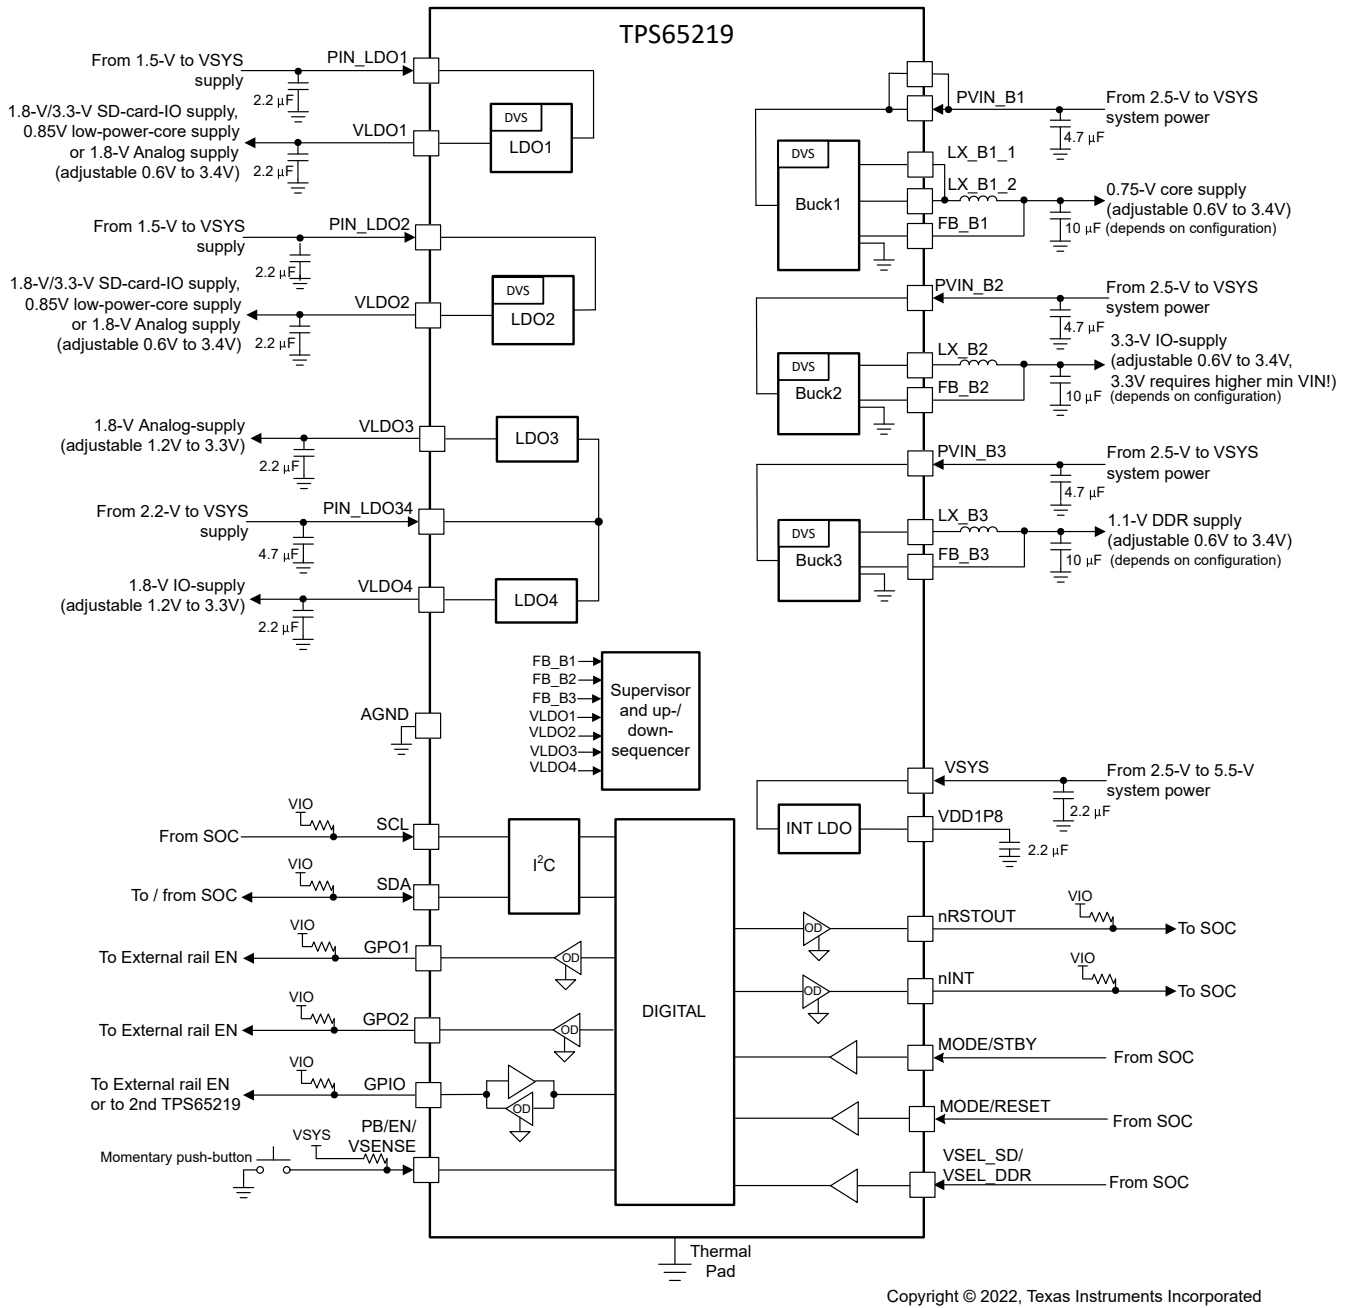 TPS65219
From 1.5-V to VSYS
supply
PIN_LDO1
2.2 µF
1.8-V/3.3-V SD-card-IO supply,
0.85V low-power-core supply
or 1.8-V Analog supply
(adjustable 0.6V to 3.4V)
VLDO1
2.2 µF
DVS
LDO1
From 1.5-V to VSYS
supply
PIN_LDO2
2.2 µF
1.8-V/3.3-V SD-card-IO supply,
0.85V low-power-core supply
or 1.8-V Analog supply
(adjustable 0.6V to 3.4V)
VLDO2
2.2 µF
DVS
LDO2
1.8-V Analog-supply
(adjustable 1.2V to 3.3V)
VLDO3
2.2 µF
LDO3
From 2.2-V to VSYS
supply
PIN_LDO34
4.7 µF
1.8-V IO-supply
(adjustable 1.2V to 3.3V)
VLDO4
2.2 µF
LDO4
PVIN_B1
From 2.5-V to VSYS
system power
4.7 µF
DVS
Buck1
LX_B1_1
LX_B1_2
FB_B1
0.75-V core supply
(adjustable 0.6V to 3.4V)
10 µF (depends on configuration)
PVIN_B2
From 2.5-V to VSYS
system power
4.7 µF
DVS
Buck2
LX_B2
FB_B2
3.3-V IO-supply
(adjustable 0.6V to 3.4V,
3.3V requires higher min VIN!)
10 µF (depends on configuration)
PVIN_B3
From 2.5-V to VSYS
system power
4.7 µF
DVS
Buck3
LX_B3
FB_B3
1.1-V DDR supply
(adjustable 0.6V to 3.4V)
10 µF (depends on configuration)
FB_B1
FB_B2
FB_B3
VLDO1
VLDO2
VLDO3
VLDO4
Supervisor
and up-/
down-
sequencer
AGND
VSYS
From 2.5-V to 5.5-V
system power
2.2 µF
INT LDO
VDD1P8
2.2 µF
From SOC
VIO
SCL
I2C
To / from SOC
VIO
SDA
To External rail EN
VIO
GPO1
OD
To External rail EN
VIO
GPO2
OD
To External rail EN
or to 2nd TPS65219
VIO
GPIO
OD
Momentary push-button
VSYS
PB/EN/
VSENSE
DIGITAL
OD
nRSTOUT
VIO
To SOC
OD
nINT
VIO
To SOC
MODE/STBY
From SOC
MODE/RESET
From SOC
VSEL_SD/
VSEL_DDR
From SOC
Thermal
Pad
Copyright © 2022, Texas Instruments Incorporated